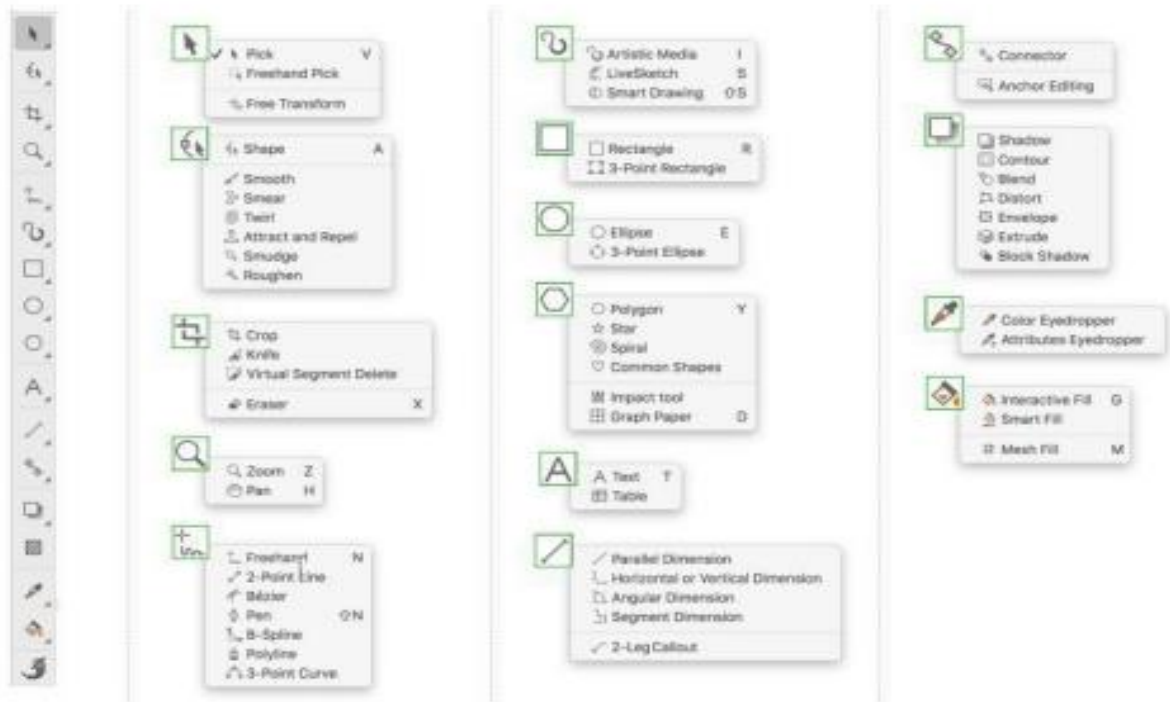 Pick V
Freehand Pick
Free Transform
Shape A
Smooth
Smear
Twirl
Attract and Repel
Smudge
Roughen
Crop
Knife
Virtual Segment Delete
Eraser X
Zoom Z
Pan H
Freehand N
2-Point Line
Bézier
Pen ⇧N
B-Spline
Polyline
3-Point Curve
Artistic Media I
LiveSketch S
Smart Drawing ⇧S
Rectangle R
3-Point Rectangle
Ellipse E
3-Point Ellipse
Polygon Y
Star
Spiral
Common Shapes
Impact tool
Graph Paper D
Text T
Table
Parallel Dimension
Horizontal or Vertical Dimension
Angular Dimension
Segment Dimension
2-Leg Callout
Connector
Anchor Editing
Shadow
Contour
Blend
Distort
Envelope
Extrude
Block Shadow
Color Eyedropper
Attributes Eyedropper
Interactive Fill G
Smart Fill
Mesh Fill M